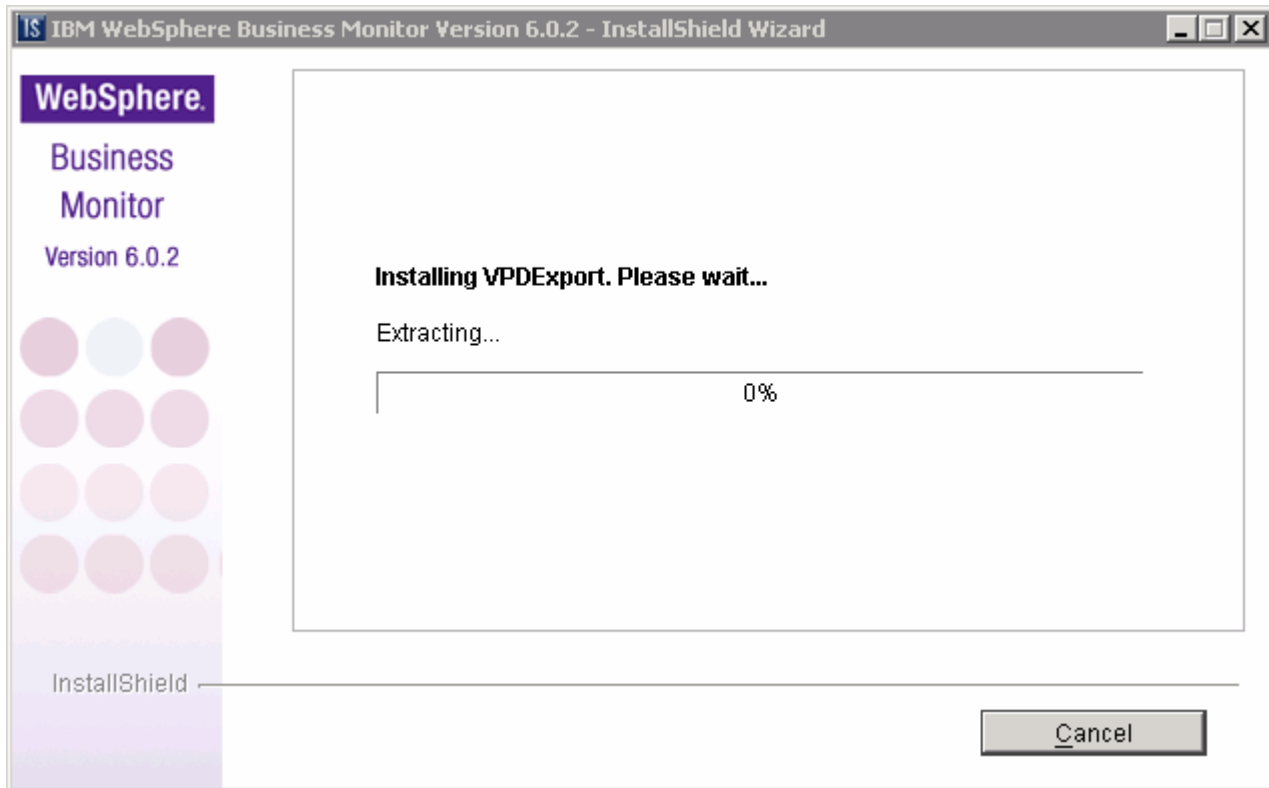 IS IBM WebSphere Business Monitor Version 6.0.2 - InstallShield Wizard
WebSphere.
Business
Monitor
Version 6.0.2
Installing VPDExport. Please wait...
Extracting...
0%
InstallShield
Cancel